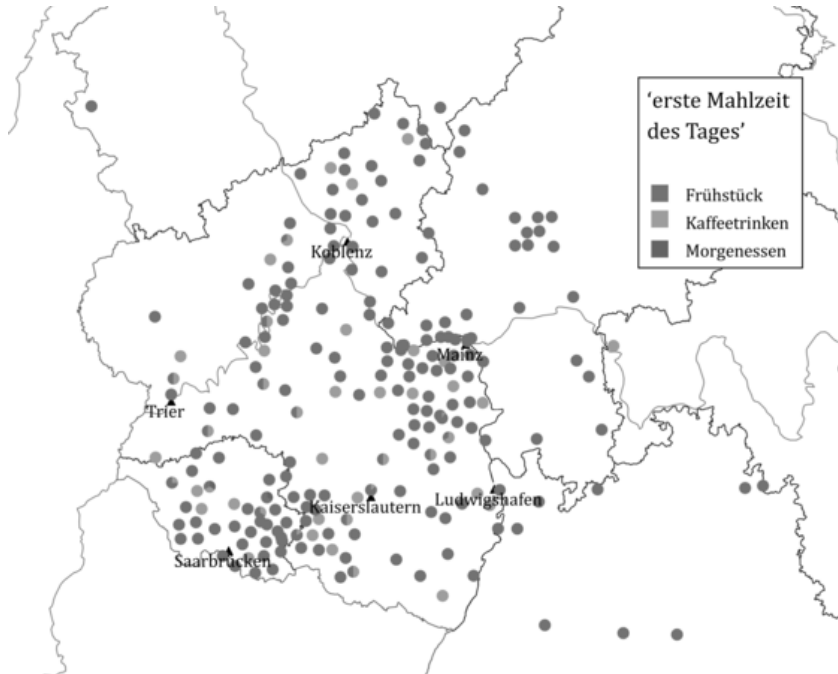 ‘erste Mahlzeit
des Tages’
Frühstück
Kaffeetrinken
Morgenessen
Koblenz
Mainz
Trier
Kaiserslautern
Ludwigshafen
Saarbrücken